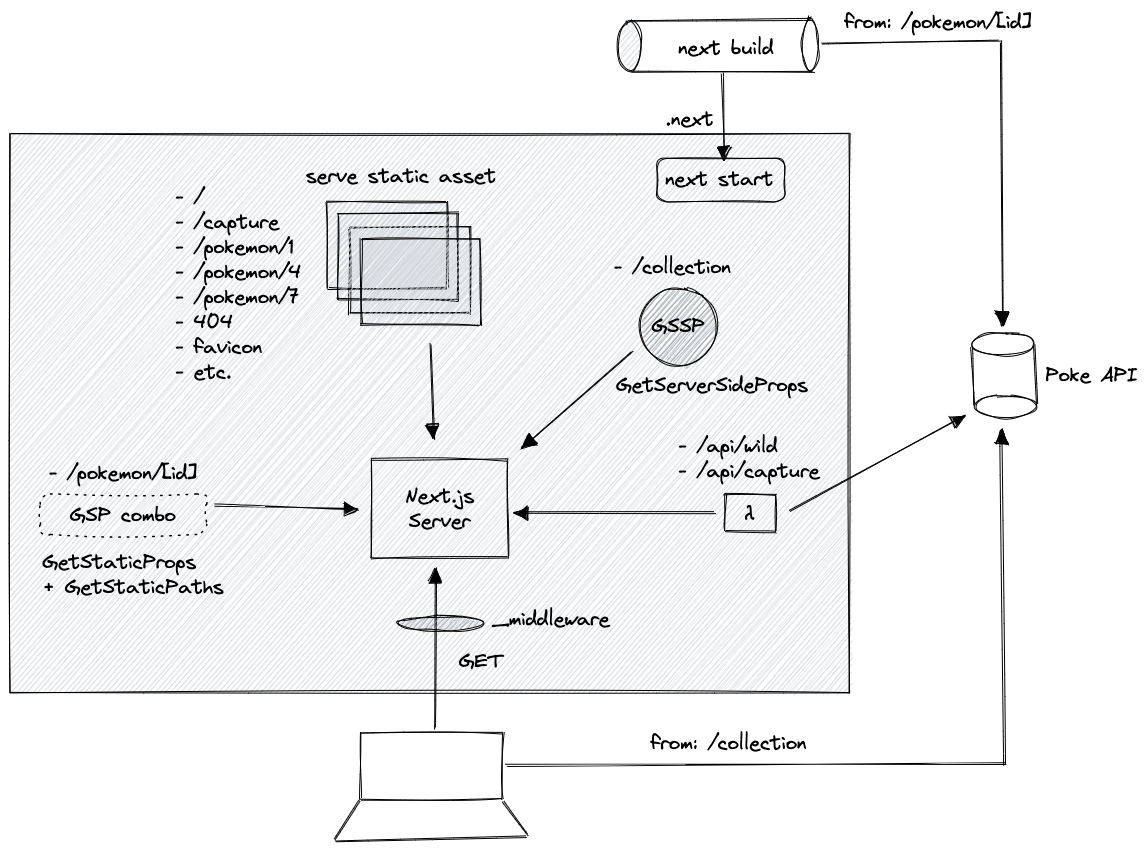 from: /pokemon/[id]
next build
.next
next start
serve static asset
- /
- /capture
- /pokemon/1
- /pokemon/4
- /pokemon/7
- 404
- favicon
- etc.
- /collection
GSSP
GetServerSideProps
Poke API
- /api/wild
- /api/capture
λ
- /pokemon/[id]
GSP combo
GetStaticProps
+ GetStaticPaths
Next.js
Server
_middleware
GET
from: /collection